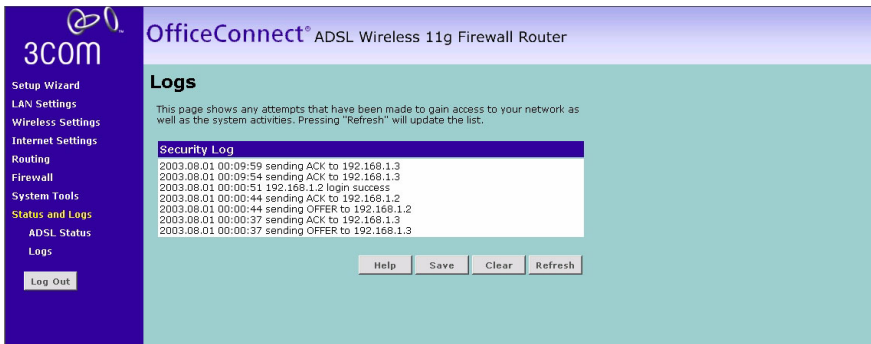 3COM
OfficeConnect® ADSL Wireless 11g Firewall Router
Setup Wizard
LAN Settings
Wireless Settings
Internet Settings
Routing
Firewall
System Tools
Status and Logs
ADSL Status
Logs
Log Out
Logs
This page shows any attempts that have been made to gain access to your network as
well as the system activities. Pressing "Refresh" will update the list.
Security Log
2003.08.01 00:09:59 sending ACK to 192.168.1.3
2003.08.01 00:09:54 sending ACK to 192.168.1.3
2003.08.01 00:00:51 192.168.1.2 login success
2003.08.01 00:00:44 sending ACK to 192.168.1.2
2003.08.01 00:00:44 sending OFFER to 192.168.1.2
2003.08.01 00:00:37 sending ACK to 192.168.1.3
2003.08.01 00:00:37 sending OFFER to 192.168.1.3
Help Save Clear Refresh